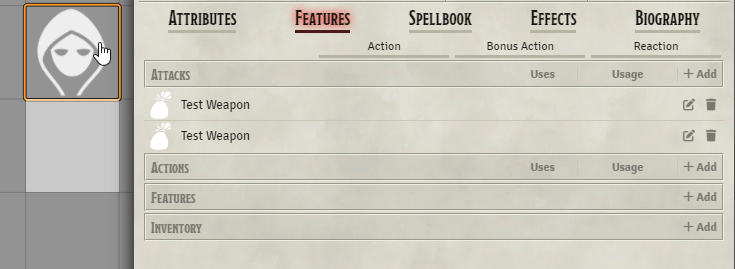 Attributes Features Spellbook Effects Biography
Action Bonus Action Reaction
Attacks Uses Usage + Add
Test Weapon
Test Weapon
Actions Uses Usage + Add
Features + Add
Inventory + Add